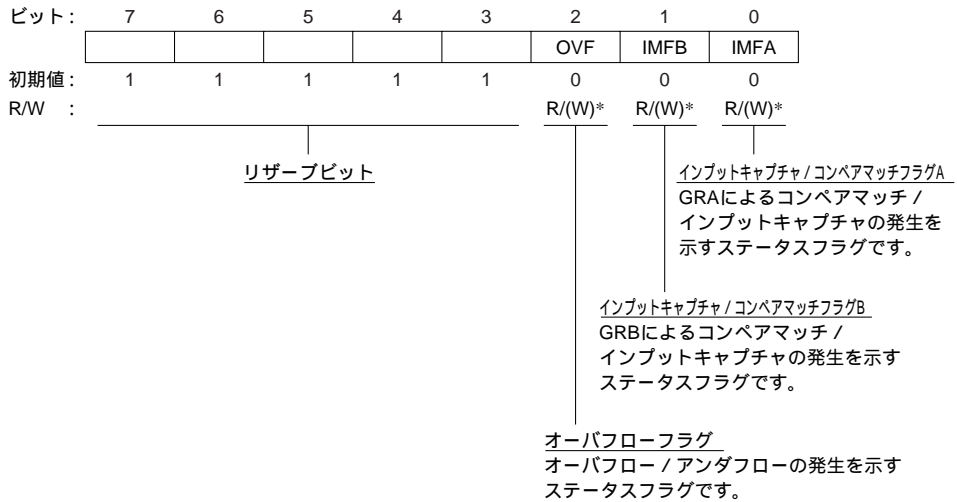 ビット: 7 6 5 4 3 2 1 0
OVF IMFB IMFA
初期値: 1 1 1 1 1 0 0 0
R/W : R/(W)* R/(W)* R/(W)*
リザーブビット
インプットキャプチャ/コンペアマッチフラグA
GRAによるコンペアマッチ/
インプットキャプチャの発生を
示すステータスフラグです。
インプットキャプチャ/コンペアマッチフラグB
GRBによるコンペアマッチ/
インプットキャプチャの発生を示す
ステータスフラグです。
オーバフローフラグ
オーバフロー/アンダフローの発生を示す
ステータスフラグです。